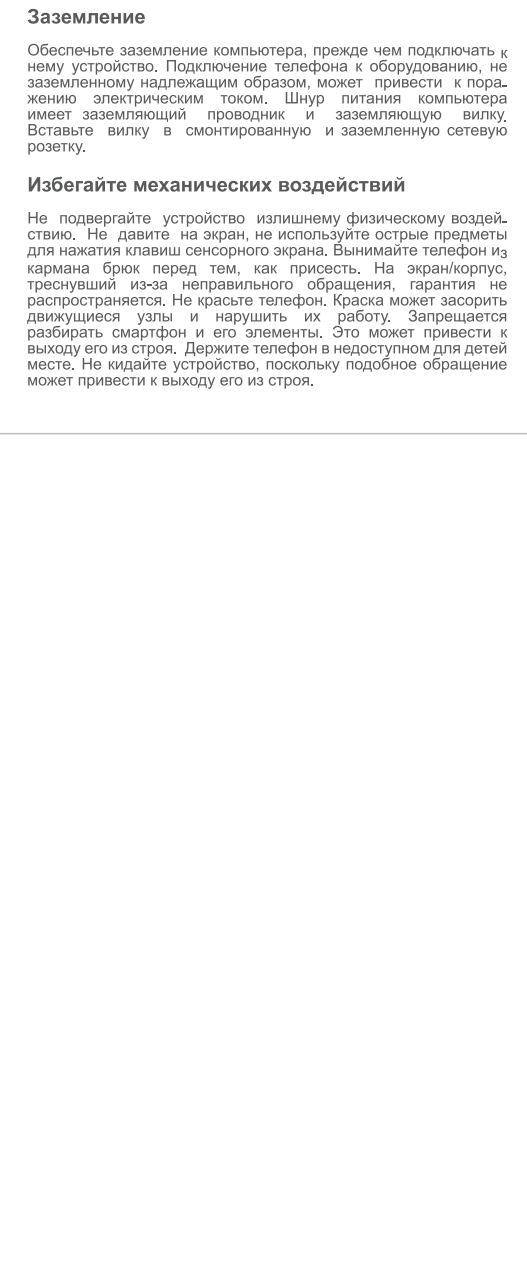 Заземление
Обеспечьте заземление компьютера, прежде чем подключать к
нему устройство. Подключение телефона к оборудованию, не
заземленному надлежащим образом, может привести к пора-
жению электрическим током. Шнур питания компьютера
имеет заземляющий проводник и заземляющую вилку.
Вставьте вилку в смонтированную и заземленную сетевую
розетку.
Избегайте механических воздействий
Не подвергайте устройство излишнему физическому воздей-
ствию. Не давите на экран, не используйте острые предметы
для нажатия клавиш сенсорного экрана. Вынимайте телефон из
кармана брюк перед тем, как присесть. На экран/корпус,
треснувший из-за неправильного обращения, гарантия не
распространяется. Не красьте телефон. Краска может засорить
движущиеся узлы и нарушить их работу. Запрещается
разбирать смартфон и его элементы. Это может привести к
выходу его из строя. Держите телефон в недоступном для детей
месте. Не кидайте устройство, поскольку подобное обращение
может привести к выходу его из строя.